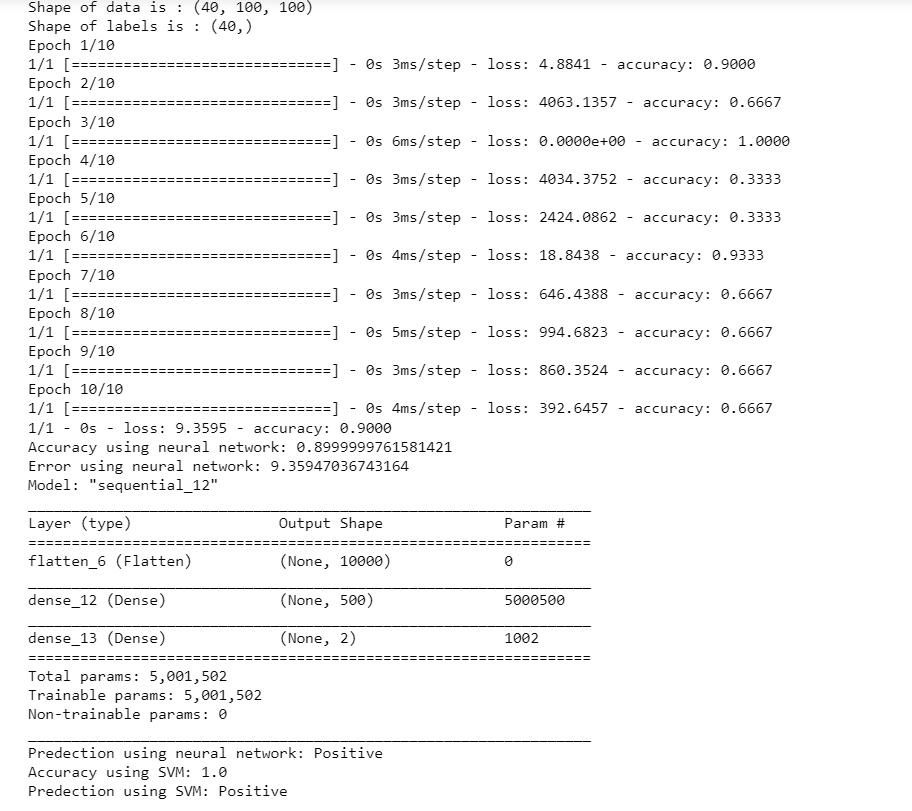 Shape of data is : (40, 100, 100)
Shape of labels is : (40,)
Epoch 1/10
1/1 [==============================] - 0s 3ms/step - loss: 4.8841 - accuracy: 0.9000
Epoch 2/10
1/1 [==============================] - 0s 3ms/step - loss: 4063.1357 - accuracy: 0.6667
Epoch 3/10
1/1 [==============================] - 0s 6ms/step - loss: 0.0000e+00 - accuracy: 1.0000
Epoch 4/10
1/1 [==============================] - 0s 3ms/step - loss: 4034.3752 - accuracy: 0.3333
Epoch 5/10
1/1 [==============================] - 0s 3ms/step - loss: 2424.0862 - accuracy: 0.3333
Epoch 6/10
1/1 [==============================] - 0s 4ms/step - loss: 18.8438 - accuracy: 0.9333
Epoch 7/10
1/1 [==============================] - 0s 3ms/step - loss: 646.4388 - accuracy: 0.6667
Epoch 8/10
1/1 [==============================] - 0s 5ms/step - loss: 994.6823 - accuracy: 0.6667
Epoch 9/10
1/1 [==============================] - 0s 3ms/step - loss: 860.3524 - accuracy: 0.6667
Epoch 10/10
1/1 [==============================] - 0s 4ms/step - loss: 392.6457 - accuracy: 0.6667
1/1 - 0s - loss: 9.3595 - accuracy: 0.9000
Accuracy using neural network: 0.8999999761581421
Error using neural network: 9.35947036743164
Model: "sequential_12"
_________________________________________________________________
Layer (type)                 Output Shape              Param #
=================================================================
flatten_6 (Flatten)          (None, 10000)             0
_________________________________________________________________
dense_12 (Dense)             (None, 500)               5000500
_________________________________________________________________
dense_13 (Dense)             (None, 2)                 1002
=================================================================
Total params: 5,001,502
Trainable params: 5,001,502
Non-trainable params: 0
_________________________________________________________________
Predection using neural network: Positive
Accuracy using SVM: 1.0
Predection using SVM: Positive